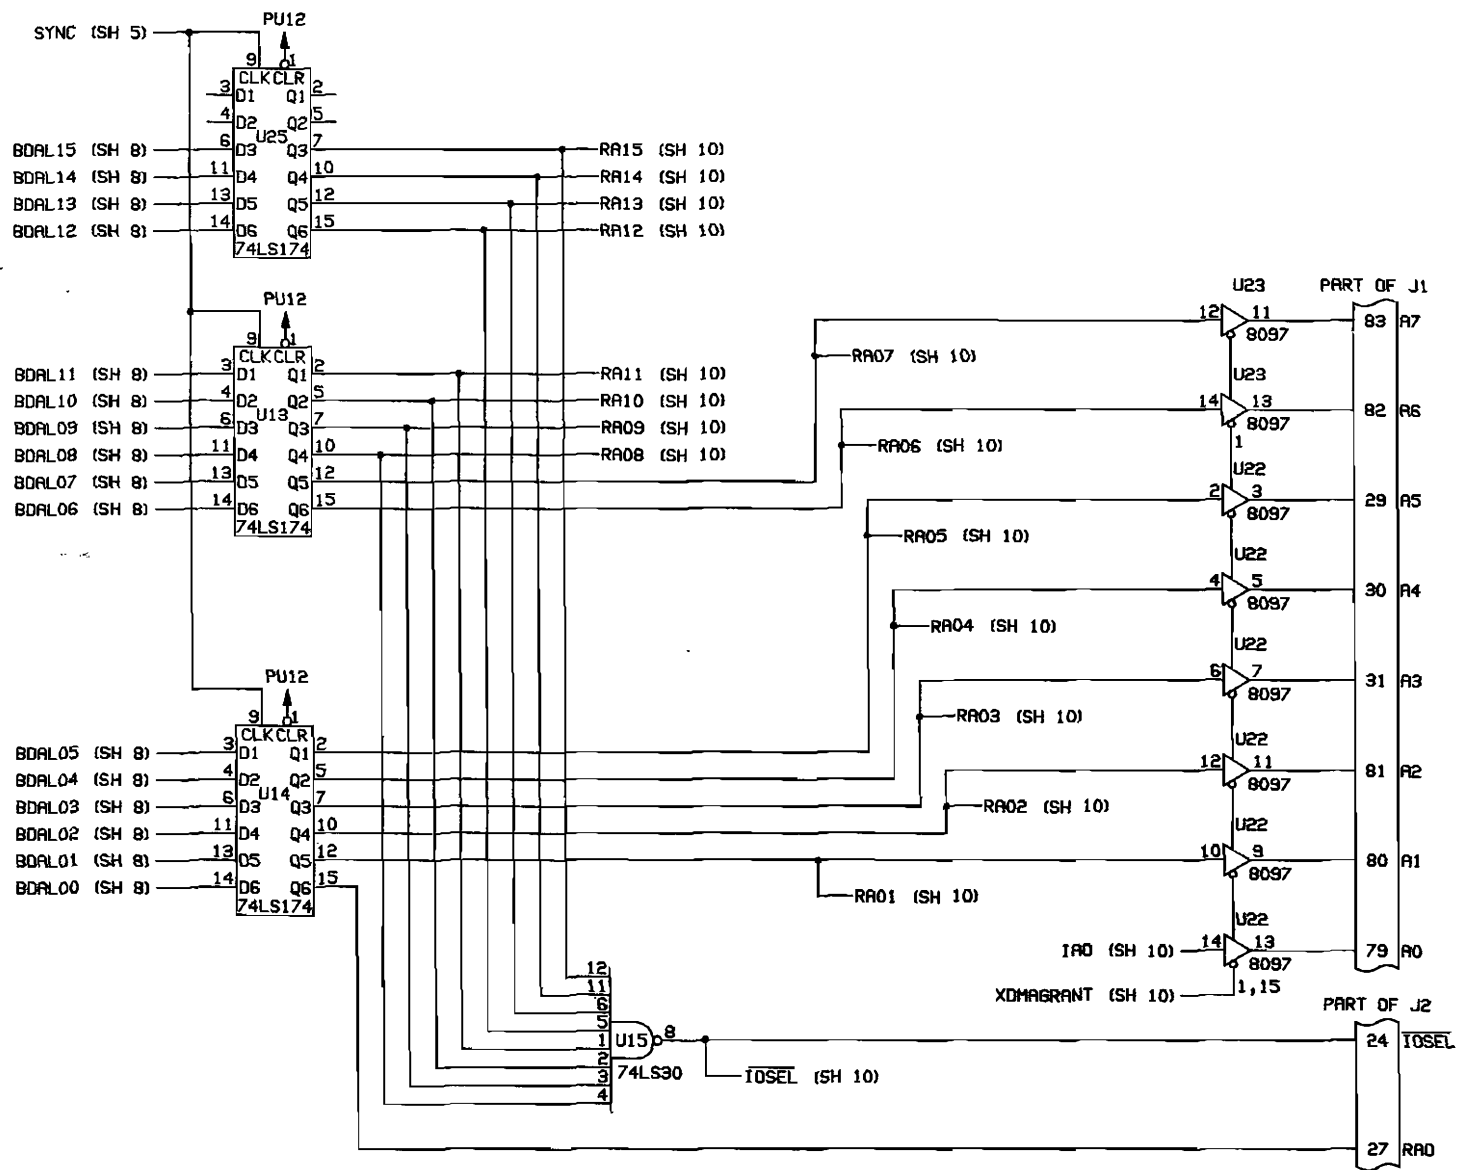 PU12
SYNC (SH 5)
9 1
CLK CLR
3 D1 Q1 2
4 D2 Q2 5
U25
BDAL15 (SH 8) 6 D3 Q3 7 RA15 (SH 10)
BDAL14 (SH 8) 11 D4 Q4 10 RA14 (SH 10)
BDAL13 (SH 8) 13 D5 Q5 12 RA13 (SH 10)
BDAL12 (SH 8) 14 D6 Q6 15 RA12 (SH 10)
74LS174
PU12
9 1
CLK CLR
BDAL11 (SH 8) 3 D1 Q1 2 RA11 (SH 10)
BDAL10 (SH 8) 4 D2 Q2 5 RA10 (SH 10)
U13
BDAL09 (SH 8) 6 D3 Q3 7 RA09 (SH 10)
BDAL08 (SH 8) 11 D4 Q4 10 RA08 (SH 10)
BDAL07 (SH 8) 13 D5 Q5 12
BDAL06 (SH 8) 14 D6 Q6 15
74LS174
PU12
9 1
CLK CLR
BDAL05 (SH 8) 3 D1 Q1 2
BDAL04 (SH 8) 4 D2 Q2 5
U14
BDAL03 (SH 8) 6 D3 Q3 7
BDAL02 (SH 8) 11 D4 Q4 10
BDAL01 (SH 8) 13 D5 Q5 12
BDAL00 (SH 8) 14 D6 Q6 15
74LS174
U23 PART OF J1
12 11 8097 83 A7
RA07 (SH 10)
U23
14 13 8097 82 A6
1
RA06 (SH 10)
U22
2 3 8097 29 A5
RA05 (SH 10)
U22
4 5 8097 30 A4
RA04 (SH 10)
U22
6 7 8097 31 A3
RA03 (SH 10)
U22
12 11 8097 81 A2
RA02 (SH 10)
U22
10 9 8097 80 A1
RA01 (SH 10)
U22
IAO (SH 10) 14 13 8097 79 A0
XDMAGRANT (SH 10) 1,15
PART OF J2
12
11
6
5
1
2
3
4
U15 8 24 IOSEL
74LS30
IOSEL (SH 10)
27 RA0